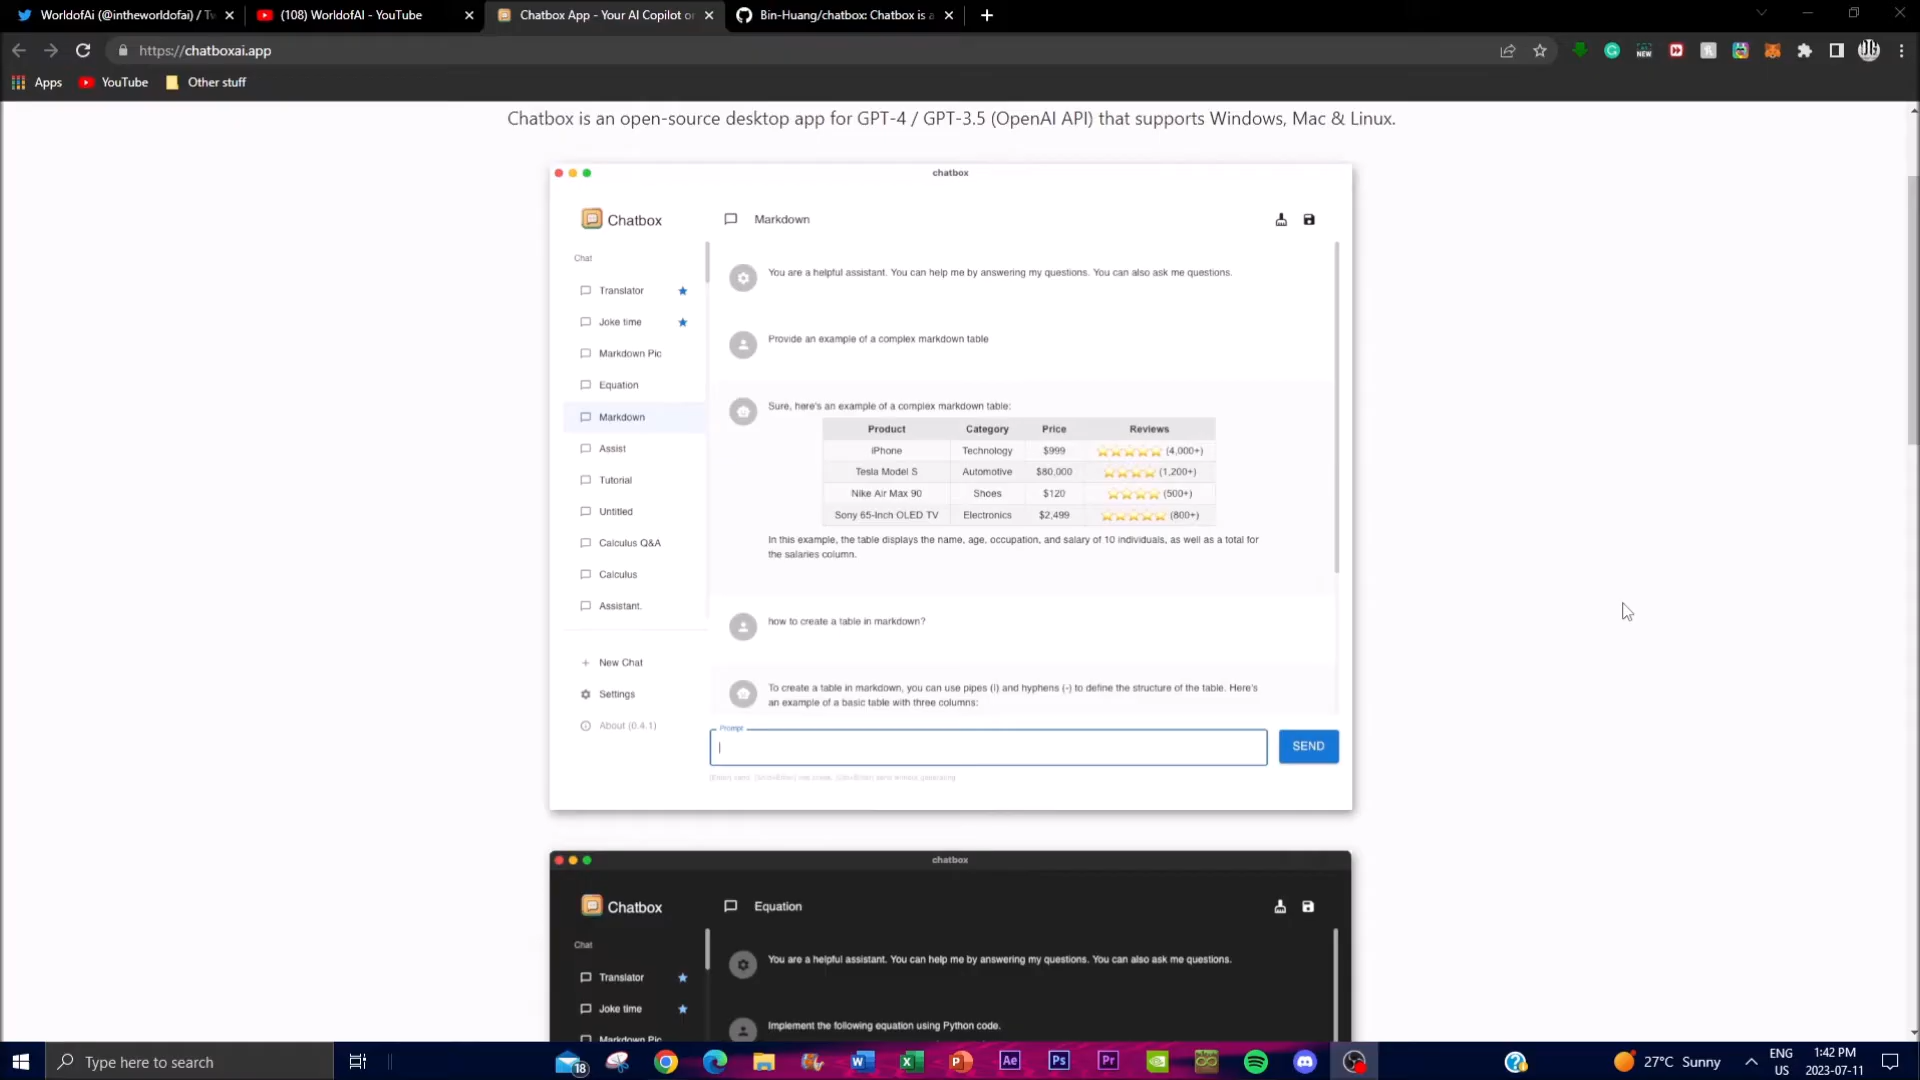 WorldofAi (@intheworldofai) / Tw
(108) WorldofAI - YouTube
Chatbox App - Your AI Copilot on
Bin-Huang/chatbox: Chatbox is a
https://chatboxai.app
NEW
Apps
YouTube
Other stuff
Chatbox is an open-source desktop app for GPT-4 / GPT-3.5 (OpenAI API) that supports Windows, Mac & Linux.
chatbox
Chatbox
Markdown
Chat
Translator
Joke time
Markdown Pic
Equation
Markdown
Assist
Tutorial
Untitled
Calculus Q&A
Calculus
Assistant.
New Chat
Settings
About (0.4.1)
You are a helpful assistant. You can help me by answering my questions. You can also ask me questions.
Provide an example of a complex markdown table
Sure, here's an example of a complex markdown table:
Product Category Price Reviews
iPhone Technology $999 (4,000+)
Tesla Model S Automotive $80,000 (1,200+)
Nike Air Max 90 Shoes $120 (500+)
Sony 65-Inch OLED TV Electronics $2,499 (800+)
In this example, the table displays the name, age, occupation, and salary of 10 individuals, as well as a total for
the salaries column.
how to create a table in markdown?
To create a table in markdown, you can use pipes (|) and hyphens (-) to define the structure of the table. Here's
an example of a basic table with three columns:
Prompt
SEND
chatbox
Chatbox
Equation
Chat
Translator
Joke time
Markdown Pic
You are a helpful assistant. You can help me by answering my questions. You can also ask me questions.
Implement the following equation using Python code.
Type here to search
18
Ae
Ps
Pr
27°C Sunny
ENG
US
1:42 PM
2023-07-11